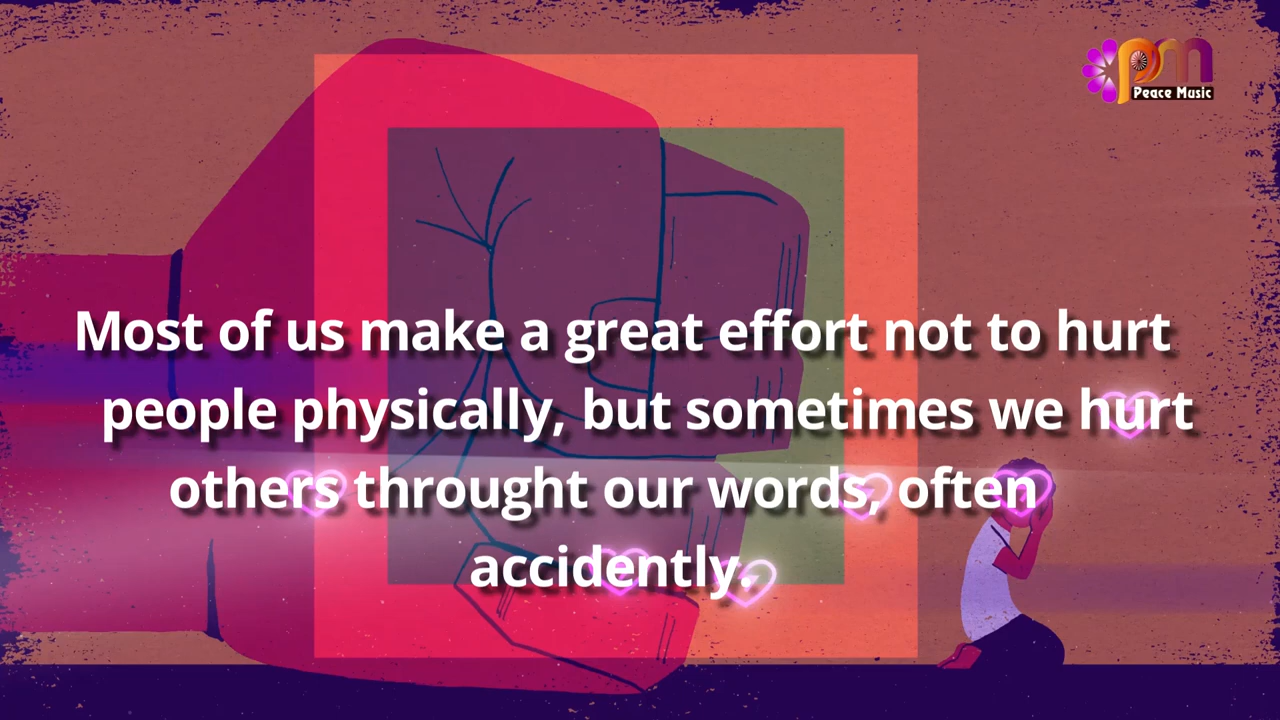 pm
Peace Music
Most of us make a great effort not to hurt
people physically, but sometimes we hurt
others throught our words, often
accidently.